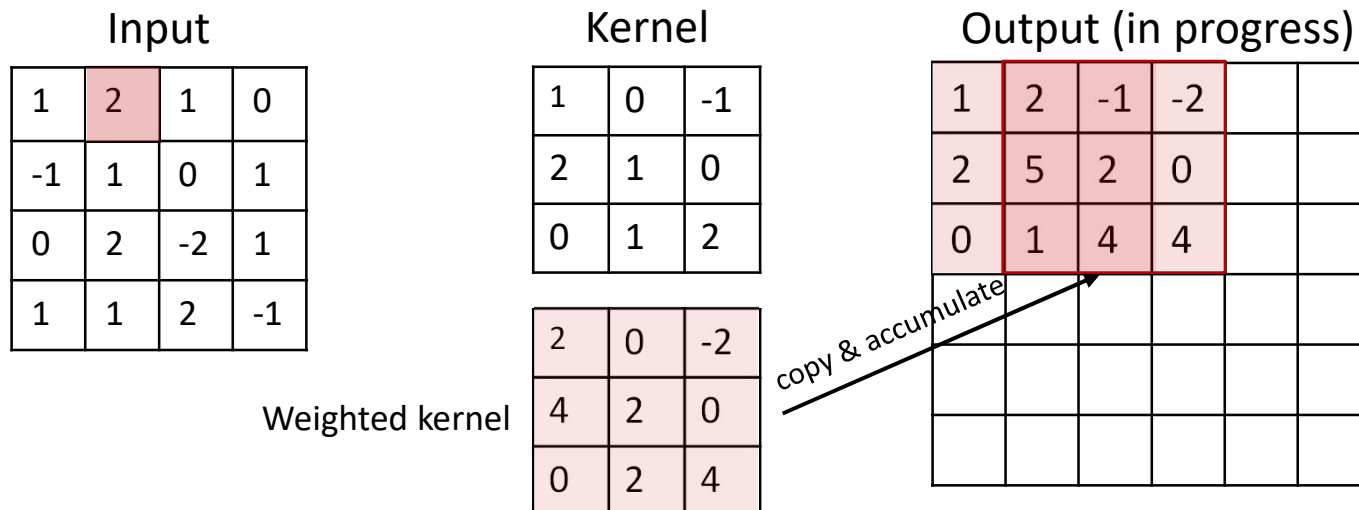 Input Kernel Output (in progress)
1 2 1 0
-1 1 0 1
0 2 -2 1
1 1 2 -1
1 0 -1
2 1 0
0 1 2
1 2 -1 -2
2 5 2 0
0 1 4 4
copy & accumulate
Weighted kernel
2 0 -2
4 2 0
0 2 4